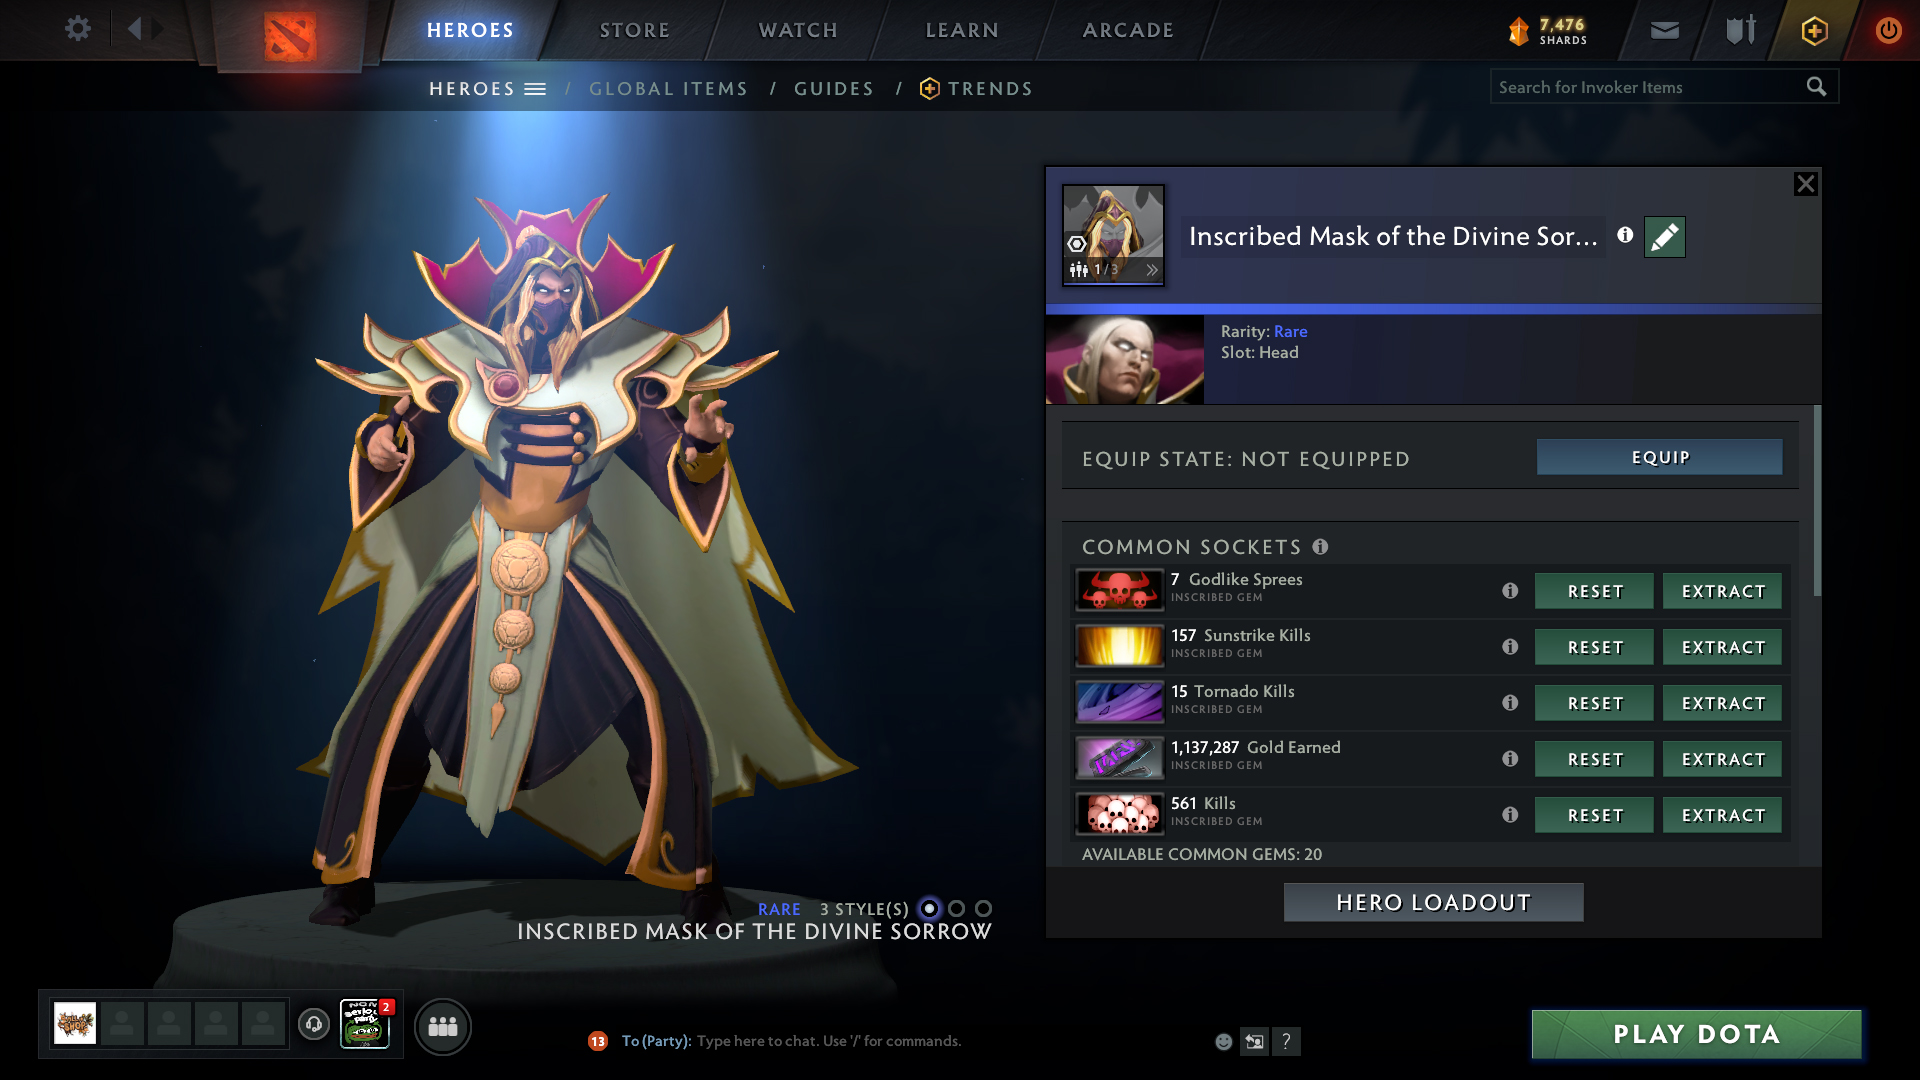 HEROES
STORE
WATCH
LEARN
ARCADE
7,476
SHARDS
HEROES / GLOBAL ITEMS / GUIDES / TRENDS
Search for Invoker Items
1/3
Inscribed Mask of the Divine Sor...
Rarity: Rare
Slot: Head
EQUIP STATE: NOT EQUIPPED
EQUIP
COMMON SOCKETS
7 Godlike Sprees
INSCRIBED GEM
RESET
EXTRACT
157 Sunstrike Kills
INSCRIBED GEM
RESET
EXTRACT
15 Tornado Kills
INSCRIBED GEM
RESET
EXTRACT
1,137,287 Gold Earned
INSCRIBED GEM
RESET
EXTRACT
561 Kills
INSCRIBED GEM
RESET
EXTRACT
AVAILABLE COMMON GEMS: 20
HERO LOADOUT
RARE 3 STYLE(S)
INSCRIBED MASK OF THE DIVINE SORROW
2
13
To (Party): Type here to chat. Use '/' for commands.
?
PLAY DOTA